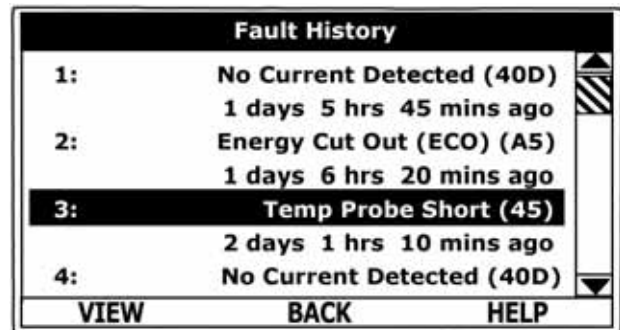 Fault History
1: No Current Detected (40D)
1 days 5 hrs 45 mins ago
2: Energy Cut Out (ECO) (A5)
1 days 6 hrs 20 mins ago
3: Temp Probe Short (45)
2 days 1 hrs 10 mins ago
4: No Current Detected (40D)
VIEW BACK HELP